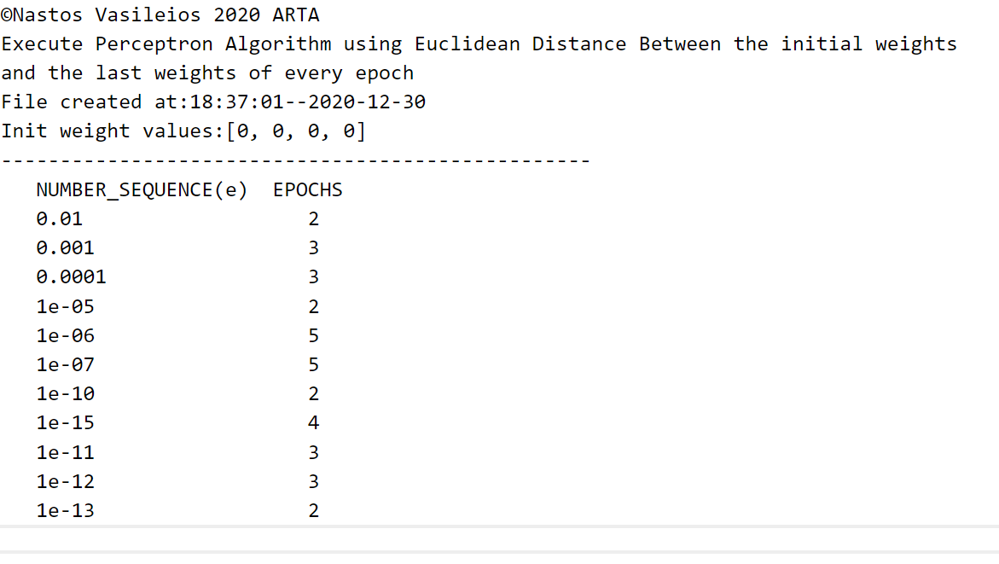 ©Nastos Vasileios 2020 ARTA
Execute Perceptron Algorithm using Euclidean Distance Between the initial weights
and the last weights of every epoch
File created at:18:37:01--2020-12-30
Init weight values:[0, 0, 0, 0]
--------------------------------------------------
NUMBER_SEQUENCE(e) EPOCHS
0.01 2
0.001 3
0.0001 3
1e-05 2
1e-06 5
1e-07 5
1e-10 2
1e-15 4
1e-11 3
1e-12 3
1e-13 2